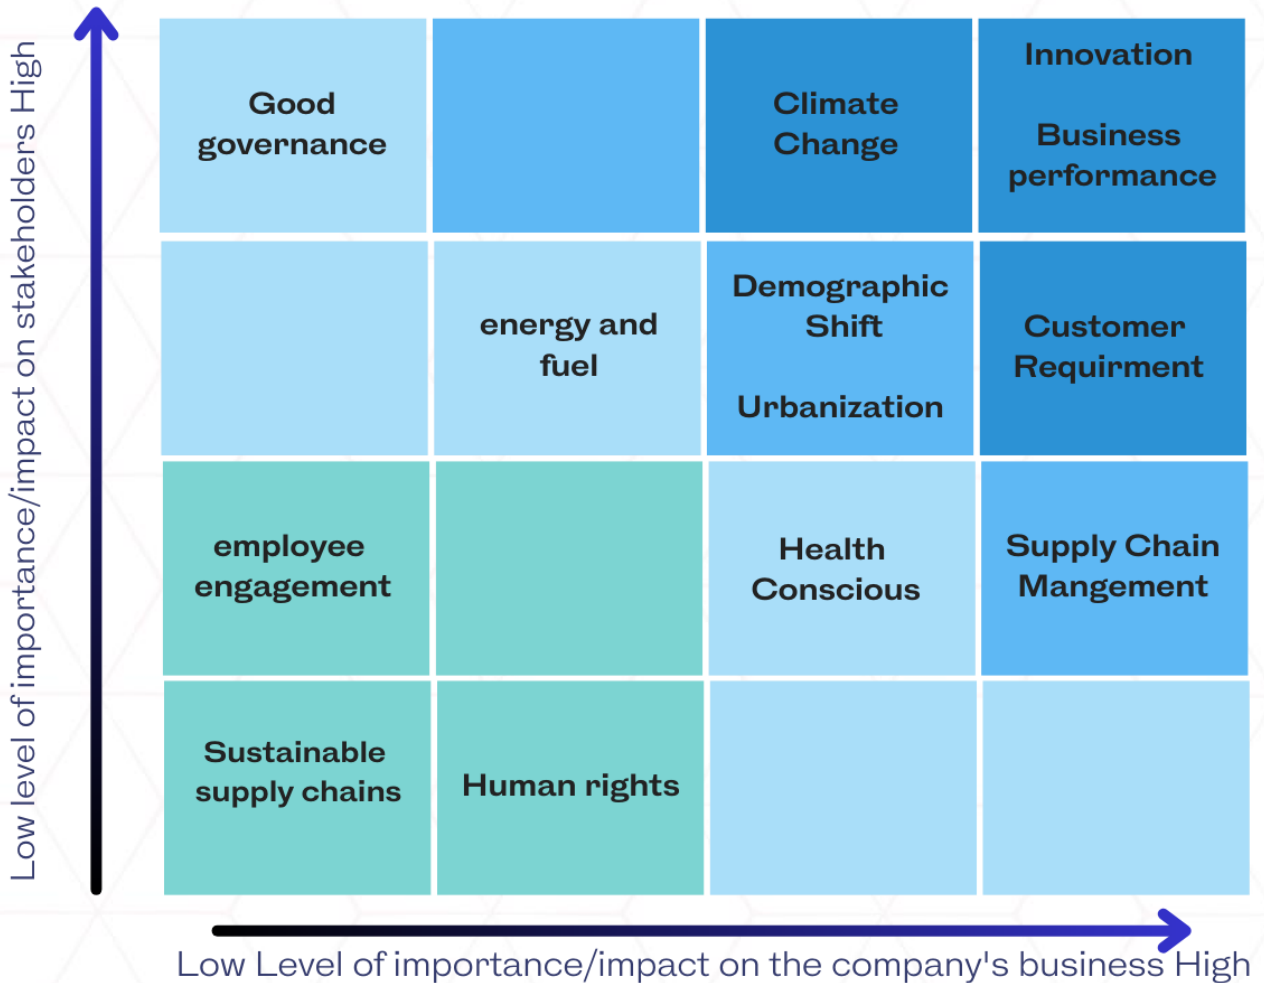 Low level of importance/impact on stakeholders High
Good
governance
Climate
Change
Innovation
Business
performance
energy and
fuel
Demographic
Shift
Urbanization
Customer
Requirment
employee
engagement
Health
Conscious
Supply Chain
Mangement
Sustainable
supply chains
Human rights
Low Level of importance/impact on the company's business High